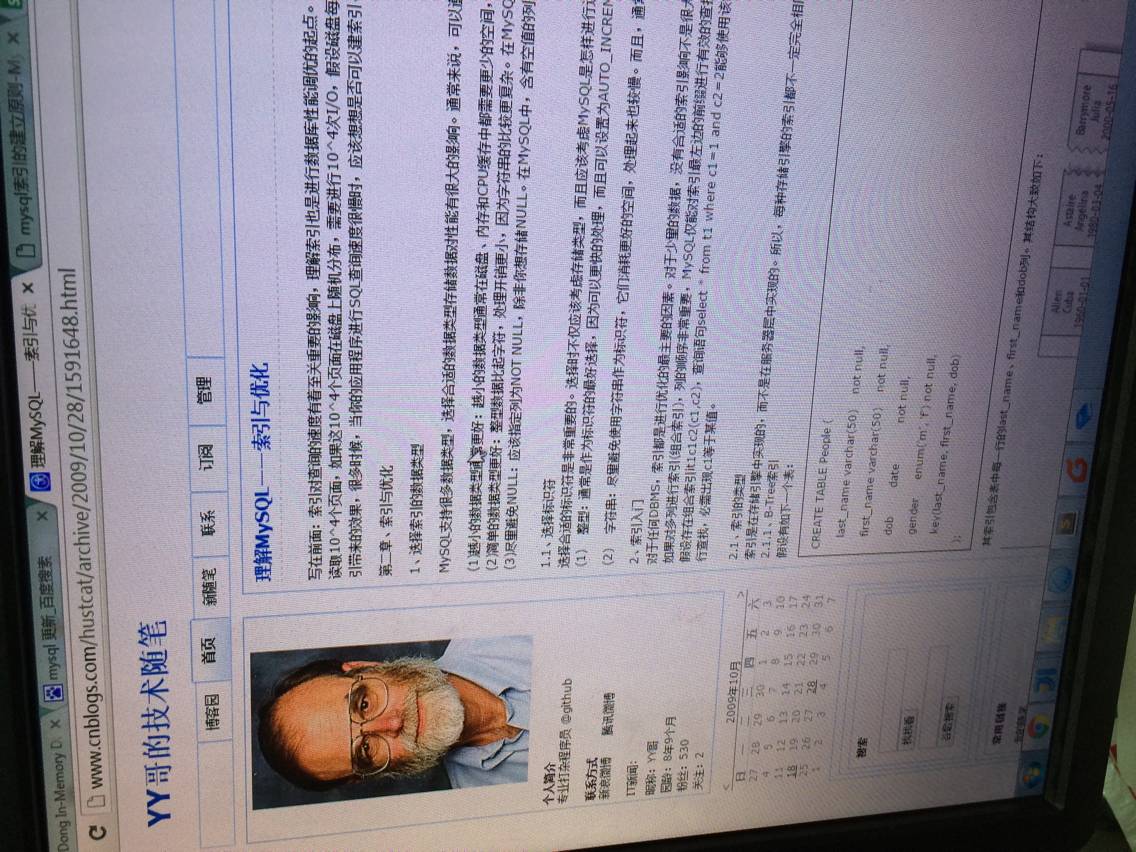 Dong In-Memory D
mysql 更新_百度搜索
理解MySQL——索引与优
mysql索引的建立原则-My
www.cnblogs.com/hustcat/archive/2009/10/28/1591648.html
YY哥的技术随笔
博客园 首页 新随笔 联系 订阅 管理
个人简介
专业打杂程序员 @github
联系方式
新浪微博 腾讯微博
IT新闻:
昵称：YY哥
园龄：8年9个月
粉丝：530
关注：2
< 2009年10月 >
日 一 二 三 四 五 六
27 28 29 30 1 2 3
4 5 6 7 8 9 10
11 12 13 14 15 16 17
18 19 20 21 22 23 24
25 26 27 28 29 30 31
1 2 3 4 5 6 7
搜索
找找看
谷歌搜索
常用链接
我的随笔
理解MySQL——索引与优化
写在前面：索引对查询的速度有着至关重要的影响，理解索引也是进行数据库性能调优的起点。
读取10^4个页面，如果这10^4个页面在磁盘上随机分布，需要进行10^4次I/O，假设磁盘每
引带来的效果，很多时候，当你的应用程序进行SQL查询速度很慢时，应该想想是否可以建索引
第二章、索引与优化
1、选择索引的数据类型
MySQL支持很多数据类型，选择合适的数据类型存储数据对性能有很大的影响。通常来说，可以
(1)越小的数据类型通常更好：越小的数据类型通常在磁盘、内存和CPU缓存中都需要更少的空间，
(2)简单的数据类型更好：整型数据比起字符，处理开销更小，因为字符串的比较更复杂。在MySQ
(3)尽量避免NULL：应该指定列为NOT NULL，除非你想存储NULL。在MySQL中，含有空值的列
1.1、选择标识符
选择合适的标识符是非常重要的。选择时不仅应该考虑存储类型，而且应该考虑MySQL是怎样进行
(1) 整型：通常是作为标识符的最好选择，因为可以更快的处理，而且可以设置为AUTO_INCREM
(2) 字符串：尽量避免使用字符串作为标识符，它们消耗更好的空间，处理起来也较慢。而且，通
2、索引入门
对于任何DBMS，索引都是进行优化的最主要的因素。对于少量的数据，没有合适的索引影响不是很
如果对多列进行索引(组合索引)，列的顺序非常重要，MySQL仅能对索引最左边的前缀进行有效的查
假设存在组合索引it1c1c2(c1,c2)，查询语句select * from t1 where c1=1 and c2=2能够使用该
行查找，必需出现c1等于某值。
2.1、索引的类型
索引是在存储引擎中实现的，而不是在服务器层中实现的。所以，每种存储引擎的索引都不一定完全相
2.1.1、B-Tree索引
假设有如下一个表：
CREATE TABLE People (
last_name varchar(50) not null,
first_name varchar(50) not null,
dob date not null,
gender enum('m', 'f') not null,
key(last_name, first_name, dob)
);
其索引包含表中每一行的last_name、first_name和dob列。其结构大致如下：
Allen
Cuba
1960-01-01
Astaire
Angelina
1980-03-04
Barrymore
Julia
2000-05-16